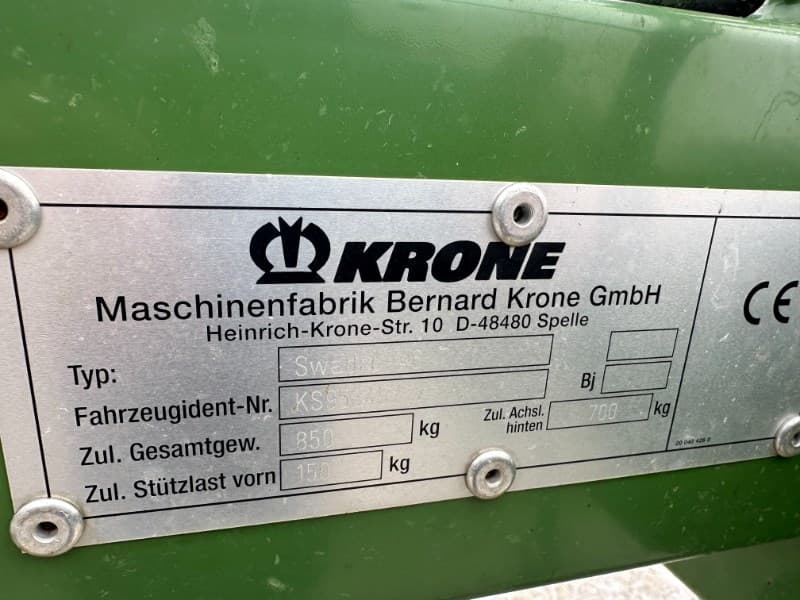 KRONE
Maschinenfabrik Bernard Krone GmbH
Heinrich-Krone-Str. 10 D-48480 Spelle
Typ:
Fahrzeugident-Nr. Bj
Zul. Gesamtgew. 850 kg Zul. Achsl. hinten 700 kg
Zul. Stützlast vorn 150 kg
CE